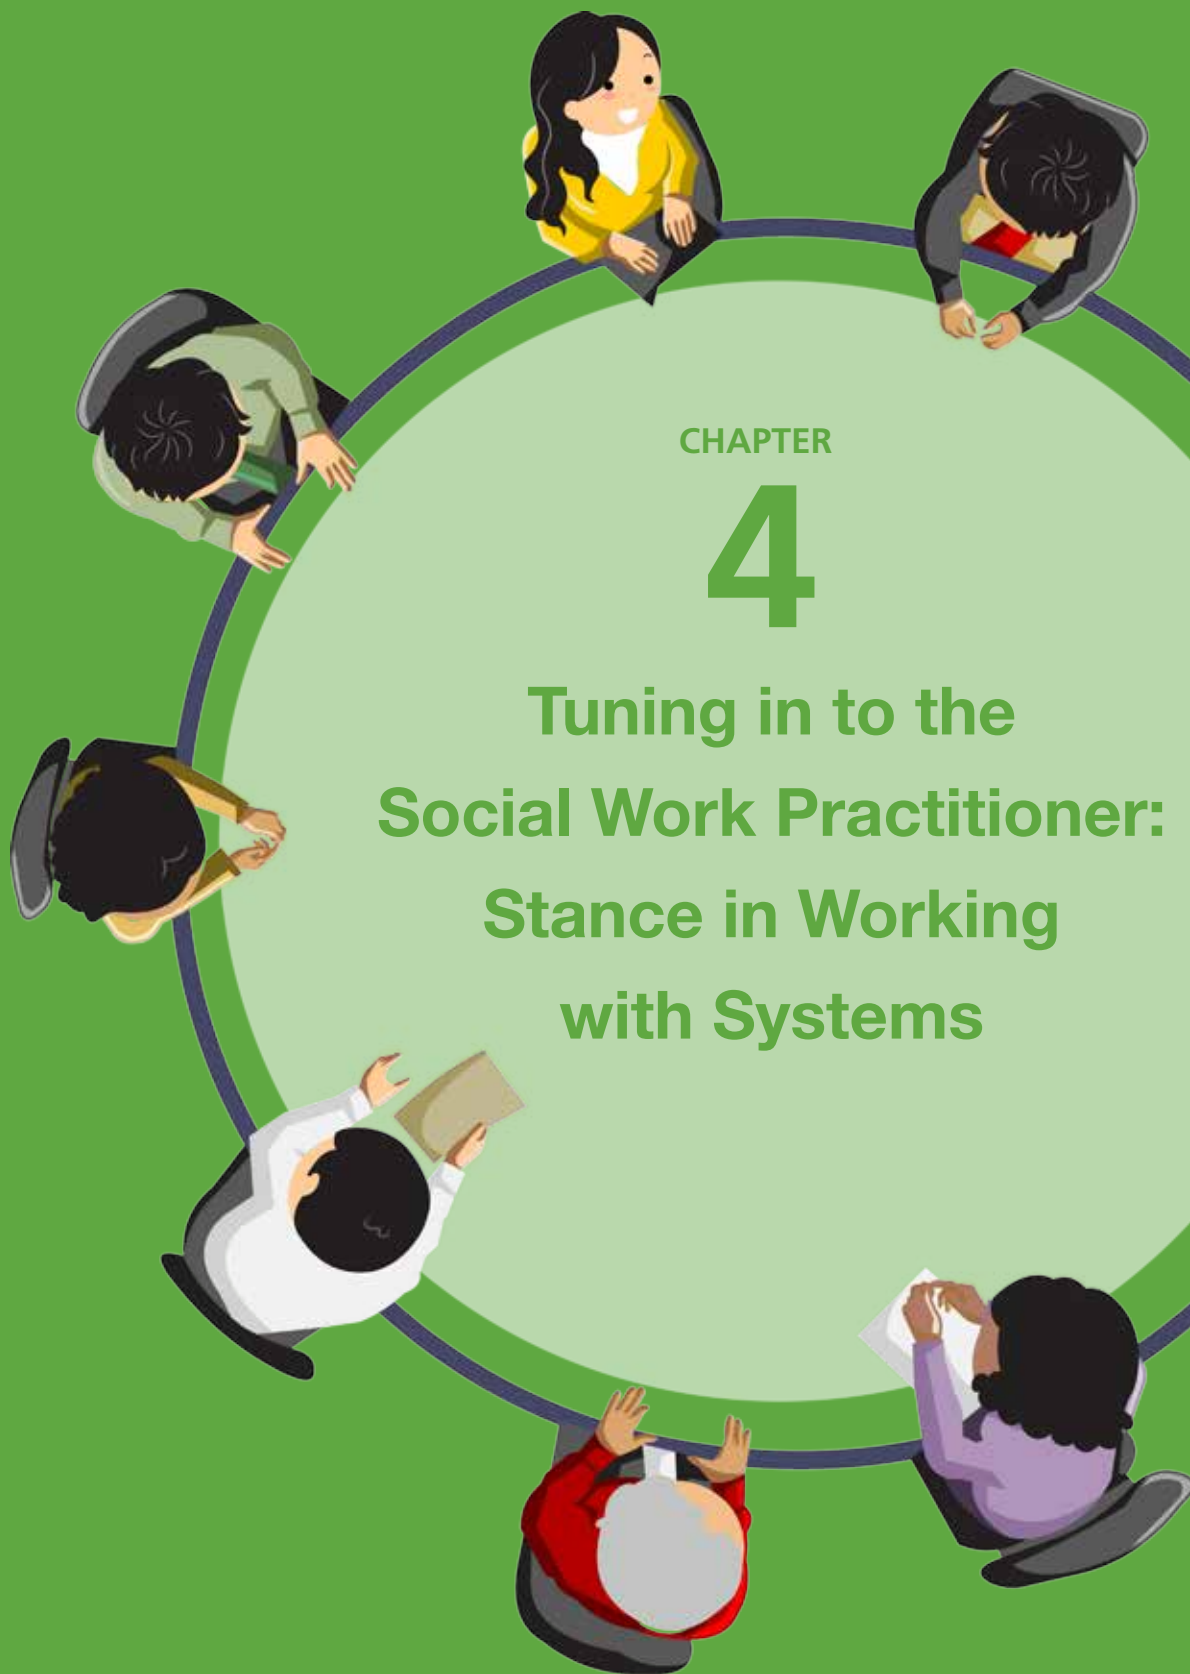 CHAPTER
4
Tuning in to the
Social Work Practitioner:
Stance in Working
with Systems